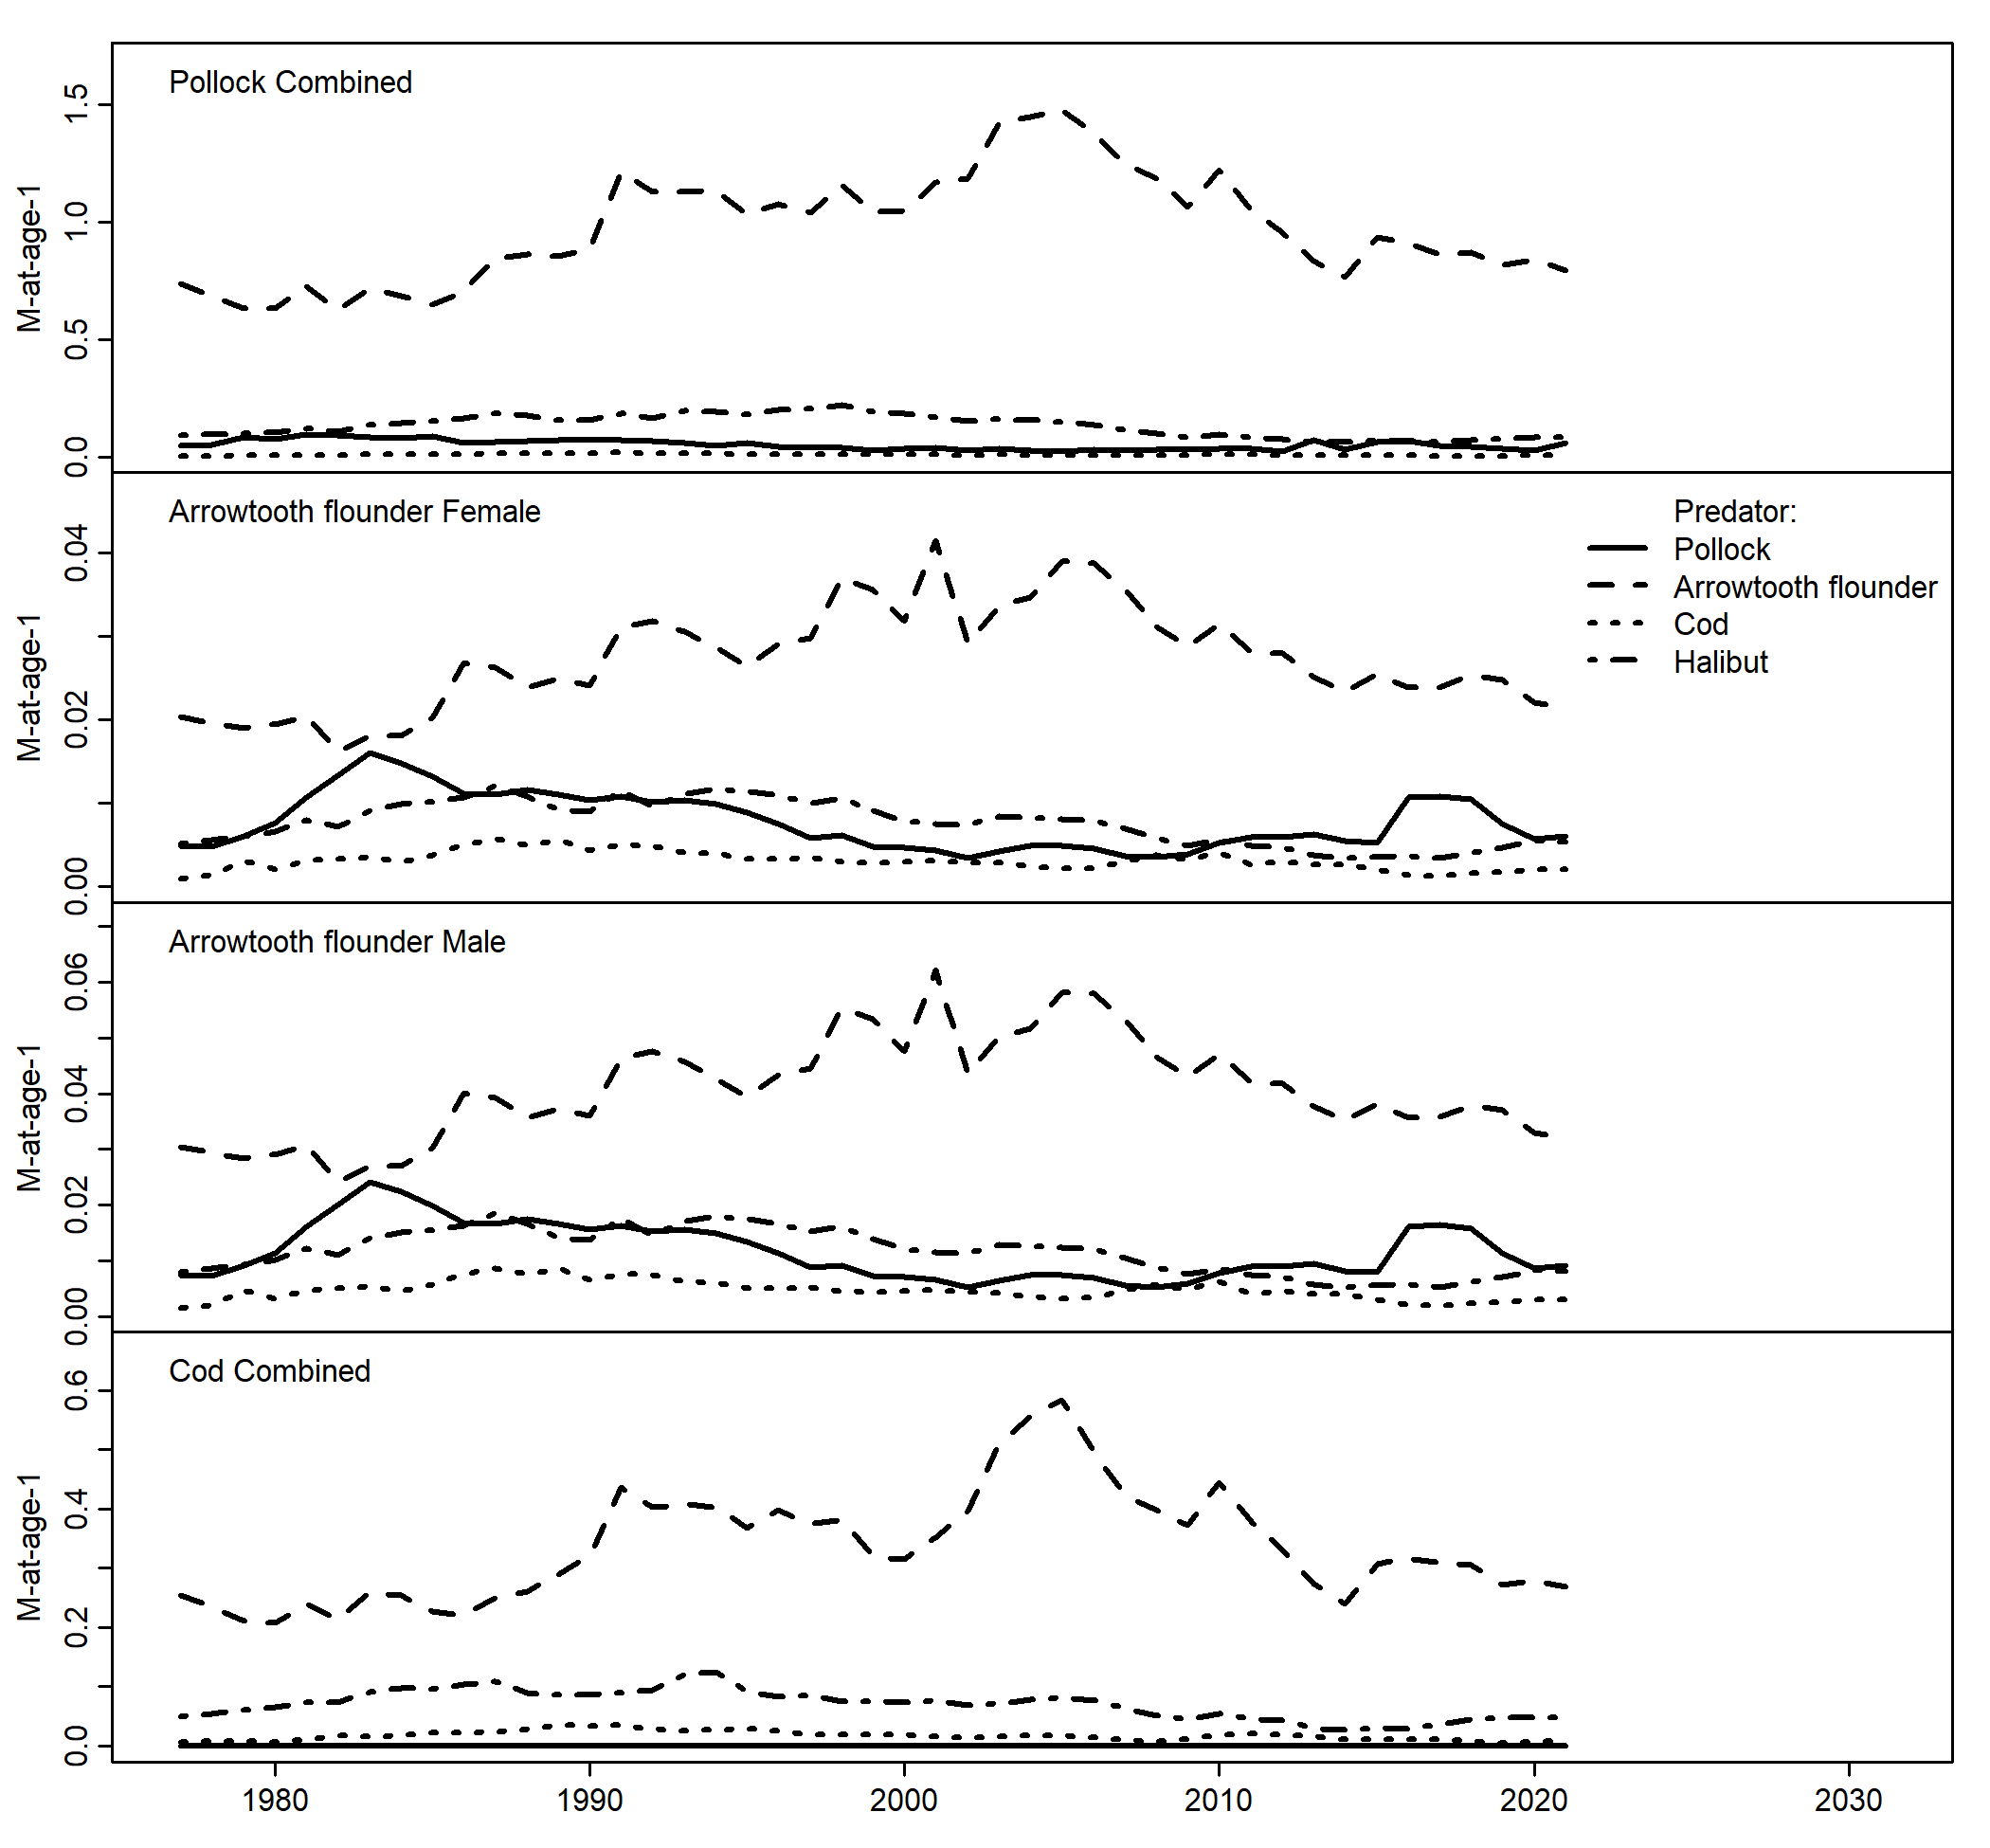 Pollock Combined
M-at-age-1
1.5
1.0
0.5
0.0
Arrowtooth flounder Female
M-at-age-1
0.04
0.02
0.00
Predator:
Pollock
Arrowtooth flounder
Cod
Halibut
Arrowtooth flounder Male
M-at-age-1
0.06
0.04
0.02
0.00
Cod Combined
M-at-age-1
0.6
0.4
0.2
0.0
1980 1990 2000 2010 2020 2030